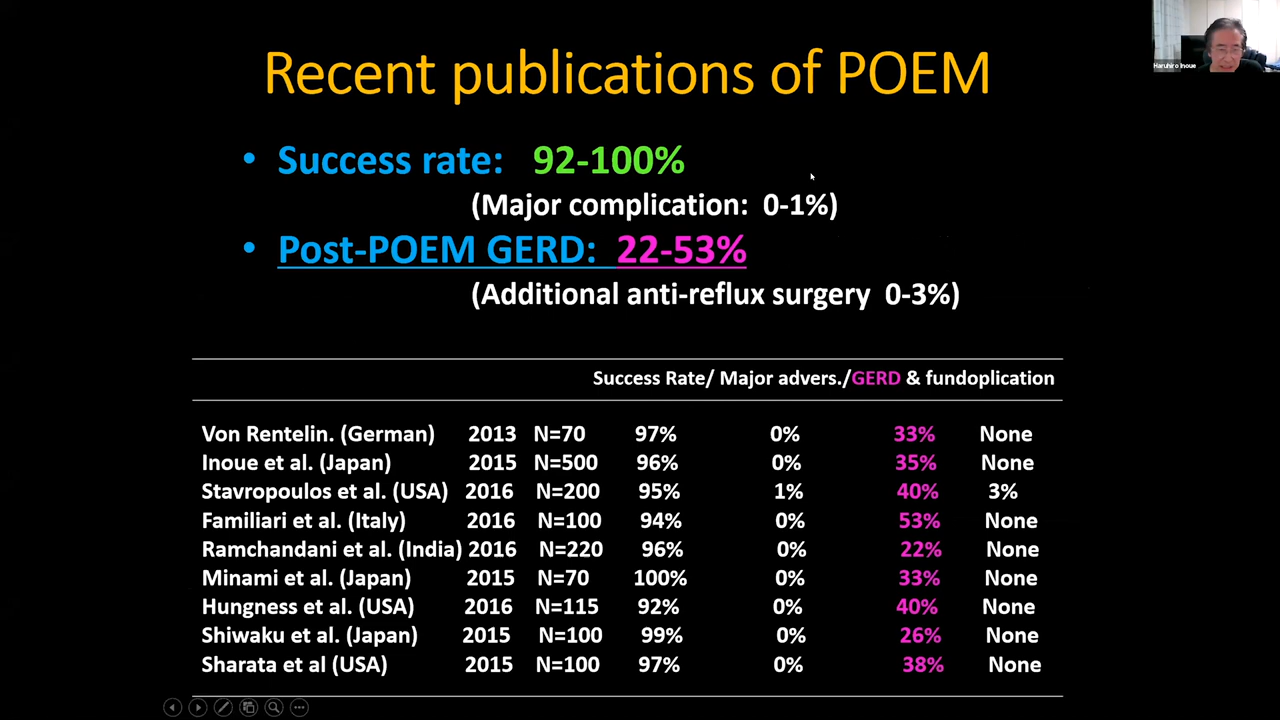 Recent publications of POEM
Haruhiro Inoue
• Success rate: 92-100%
(Major complication: 0-1%)
• Post-POEM GERD: 22-53%
(Additional anti-reflux surgery 0-3%)
Success Rate/ Major advers./GERD & fundoplication
Von Rentelin. (German) 2013 N=70 97% 0% 33% None
Inoue et al. (Japan) 2015 N=500 96% 0% 35% None
Stavropoulos et al. (USA) 2016 N=200 95% 1% 40% 3%
Familiari et al. (Italy) 2016 N=100 94% 0% 53% None
Ramchandani et al. (India) 2016 N=220 96% 0% 22% None
Minami et al. (Japan) 2015 N=70 100% 0% 33% None
Hungness et al. (USA) 2016 N=115 92% 0% 40% None
Shiwaku et al. (Japan) 2015 N=100 99% 0% 26% None
Sharata et al (USA) 2015 N=100 97% 0% 38% None